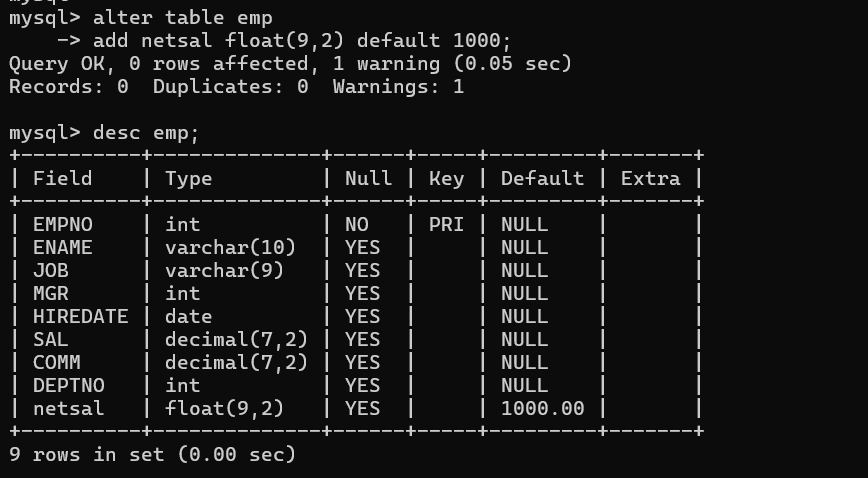 mysql> alter table emp
    -> add netsal float(9,2) default 1000;
Query OK, 0 rows affected, 1 warning (0.05 sec)
Records: 0  Duplicates: 0  Warnings: 1

mysql> desc emp;
+----------+--------------+------+-----+---------+-------+
| Field    | Type         | Null | Key | Default | Extra |
+----------+--------------+------+-----+---------+-------+
| EMPNO    | int          | NO   | PRI | NULL    |       |
| ENAME    | varchar(10)  | YES  |     | NULL    |       |
| JOB      | varchar(9)   | YES  |     | NULL    |       |
| MGR      | int          | YES  |     | NULL    |       |
| HIREDATE | date         | YES  |     | NULL    |       |
| SAL      | decimal(7,2) | YES  |     | NULL    |       |
| COMM     | decimal(7,2) | YES  |     | NULL    |       |
| DEPTNO   | int          | YES  |     | NULL    |       |
| netsal   | float(9,2)   | YES  |     | 1000.00 |       |
+----------+--------------+------+-----+---------+-------+
9 rows in set (0.00 sec)